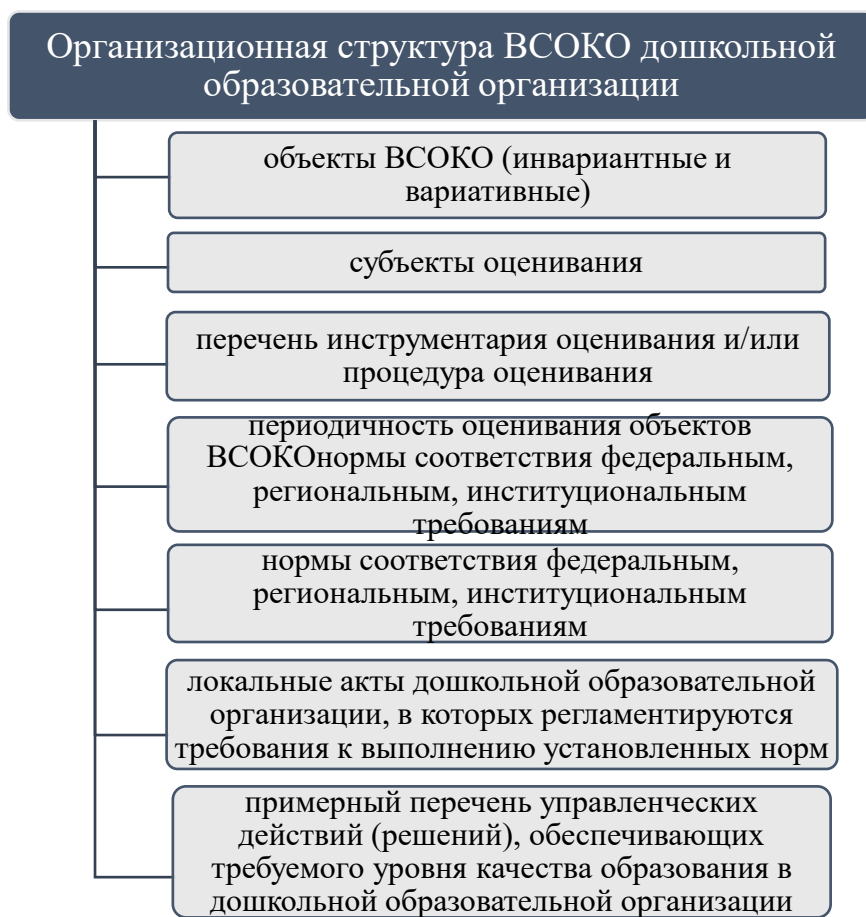 Организационная структура ВСОКО дошкольной
образовательной организации
объекты ВСОКО (инвариантные и
вариативные)
субъекты оценивания
перечень инструментария оценивания и/или
процедура оценивания
периодичность оценивания объектов
ВСОКОнормы соответствия федеральным,
региональным, институциональным
требованиям
нормы соответствия федеральным,
региональным, институциональным
требованиям
локальные акты дошкольной образовательной
организации, в которых регламентируются
требования к выполнению установленных норм
примерный перечень управленческих
действий (решений), обеспечивающих
требуемого уровня качества образования в
дошкольной образовательной организации